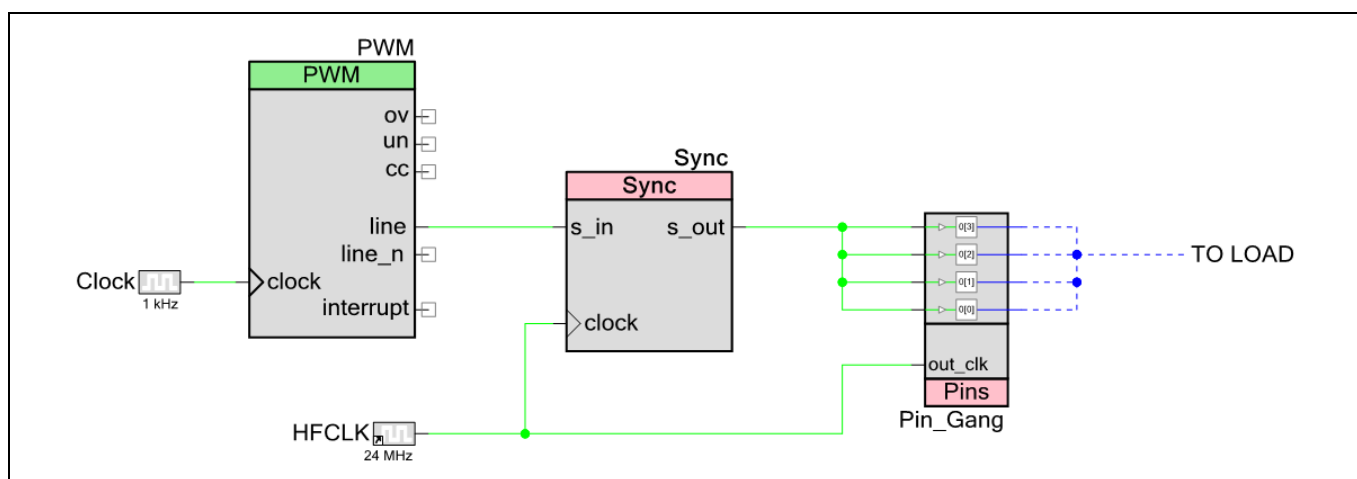 PWM
PWM
ov
un
cc
line
line_n
interrupt
Clock
1 kHz
clock
Sync
Sync
s_in
s_out
clock
HFCLK
24 MHz
0[3]
0[2]
0[1]
0[0]
out_clk
Pins
Pin_Gang
TO LOAD